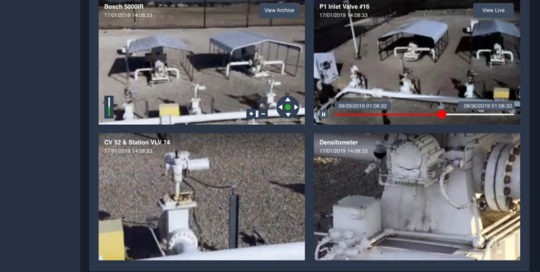 Bosch 5000IR
17/01/2019 14:06:33
View Archive
P1 Inlet Valve #16
17/01/2019 14:06:33
View Live
09/29/2019 01:08:32
09/30/2019 01:08:32
CV 52 & Station VLV 14
17/01/2019 14:06:33
Densitometer
17/01/2019 14:06:33